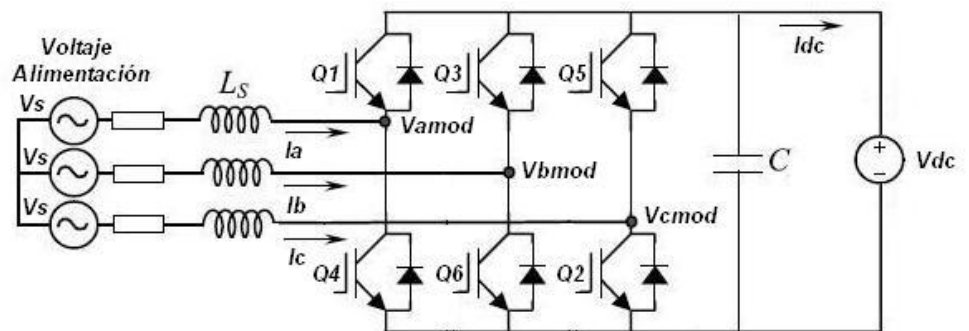 Voltaje
Alimentación
Vs
Vs
Vs
L_S
Ia
Ib
Ic
Q1
Q3
Q5
Vamod
Vbmod
Vcmod
Q4
Q6
Q2
C
Idc
+
−
Vdc